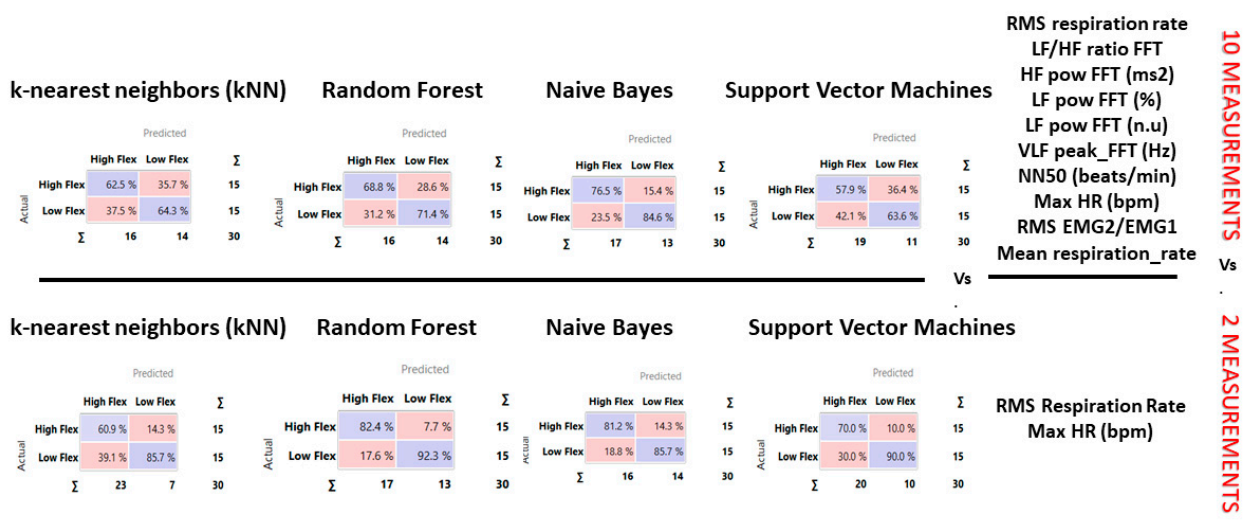 k-nearest neighbors (kNN) Random Forest Naive Bayes Support Vector Machines
Predicted
High Flex Low Flex Σ
Actual
High Flex 62.5 % 35.7 % 15
Low Flex 37.5 % 64.3 % 15
Σ 16 14 30
Predicted
High Flex Low Flex Σ
Actual
High Flex 68.8 % 28.6 % 15
Low Flex 31.2 % 71.4 % 15
Σ 16 14 30
Predicted
High Flex Low Flex Σ
Actual
High Flex 76.5 % 15.4 % 15
Low Flex 23.5 % 84.6 % 15
Σ 17 13 30
Predicted
High Flex Low Flex Σ
Actual
High Flex 57.9 % 36.4 % 15
Low Flex 42.1 % 63.6 % 15
Σ 19 11 30
RMS respiration rate
LF/HF ratio FFT
HF pow FFT (ms2)
LF pow FFT (%)
LF pow FFT (n.u)
VLF peak_FFT (Hz)
NN50 (beats/min)
Max HR (bpm)
RMS EMG2/EMG1
Mean respiration_rate
10 MEASUREMENTS
Vs
.
Vs
.
2 MEASUREMENTS
k-nearest neighbors (kNN) Random Forest Naive Bayes Support Vector Machines
Predicted
High Flex Low Flex Σ
Actual
High Flex 60.9 % 14.3 % 15
Low Flex 39.1 % 85.7 % 15
Σ 23 7 30
Predicted
High Flex Low Flex Σ
Actual
High Flex 82.4 % 7.7 % 15
Low Flex 17.6 % 92.3 % 15
Σ 17 13 30
Predicted
High Flex Low Flex Σ
Actual
High Flex 81.2 % 14.3 % 15
Low Flex 18.8 % 85.7 % 15
Σ 16 14 30
Predicted
High Flex Low Flex Σ
Actual
High Flex 70.0 % 10.0 % 15
Low Flex 30.0 % 90.0 % 15
Σ 20 10 30
RMS Respiration Rate
Max HR (bpm)